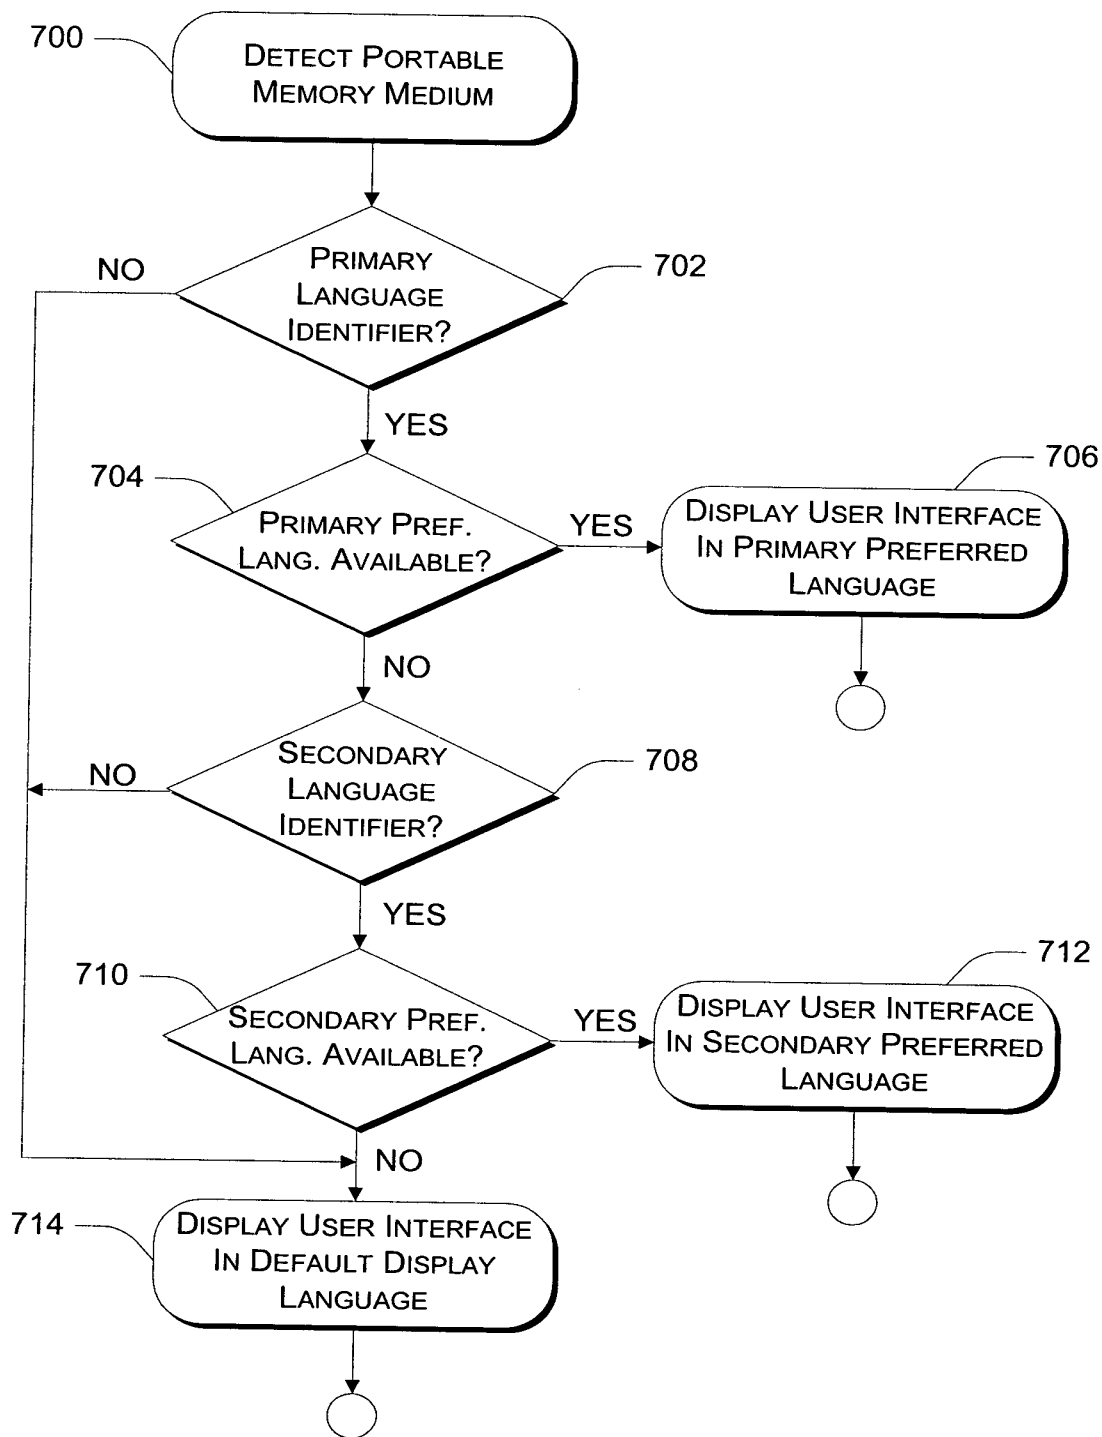 700
DETECT PORTABLE
MEMORY MEDIUM
NO
PRIMARY
LANGUAGE
IDENTIFIER?
702
YES
704
PRIMARY PREF.
LANG. AVAILABLE?
YES
706
DISPLAY USER INTERFACE
IN PRIMARY PREFERRED
LANGUAGE
NO
NO
SECONDARY
LANGUAGE
IDENTIFIER?
708
YES
710
SECONDARY PREF.
LANG. AVAILABLE?
YES
712
DISPLAY USER INTERFACE
IN SECONDARY PREFERRED
LANGUAGE
NO
714
DISPLAY USER INTERFACE
IN DEFAULT DISPLAY
LANGUAGE